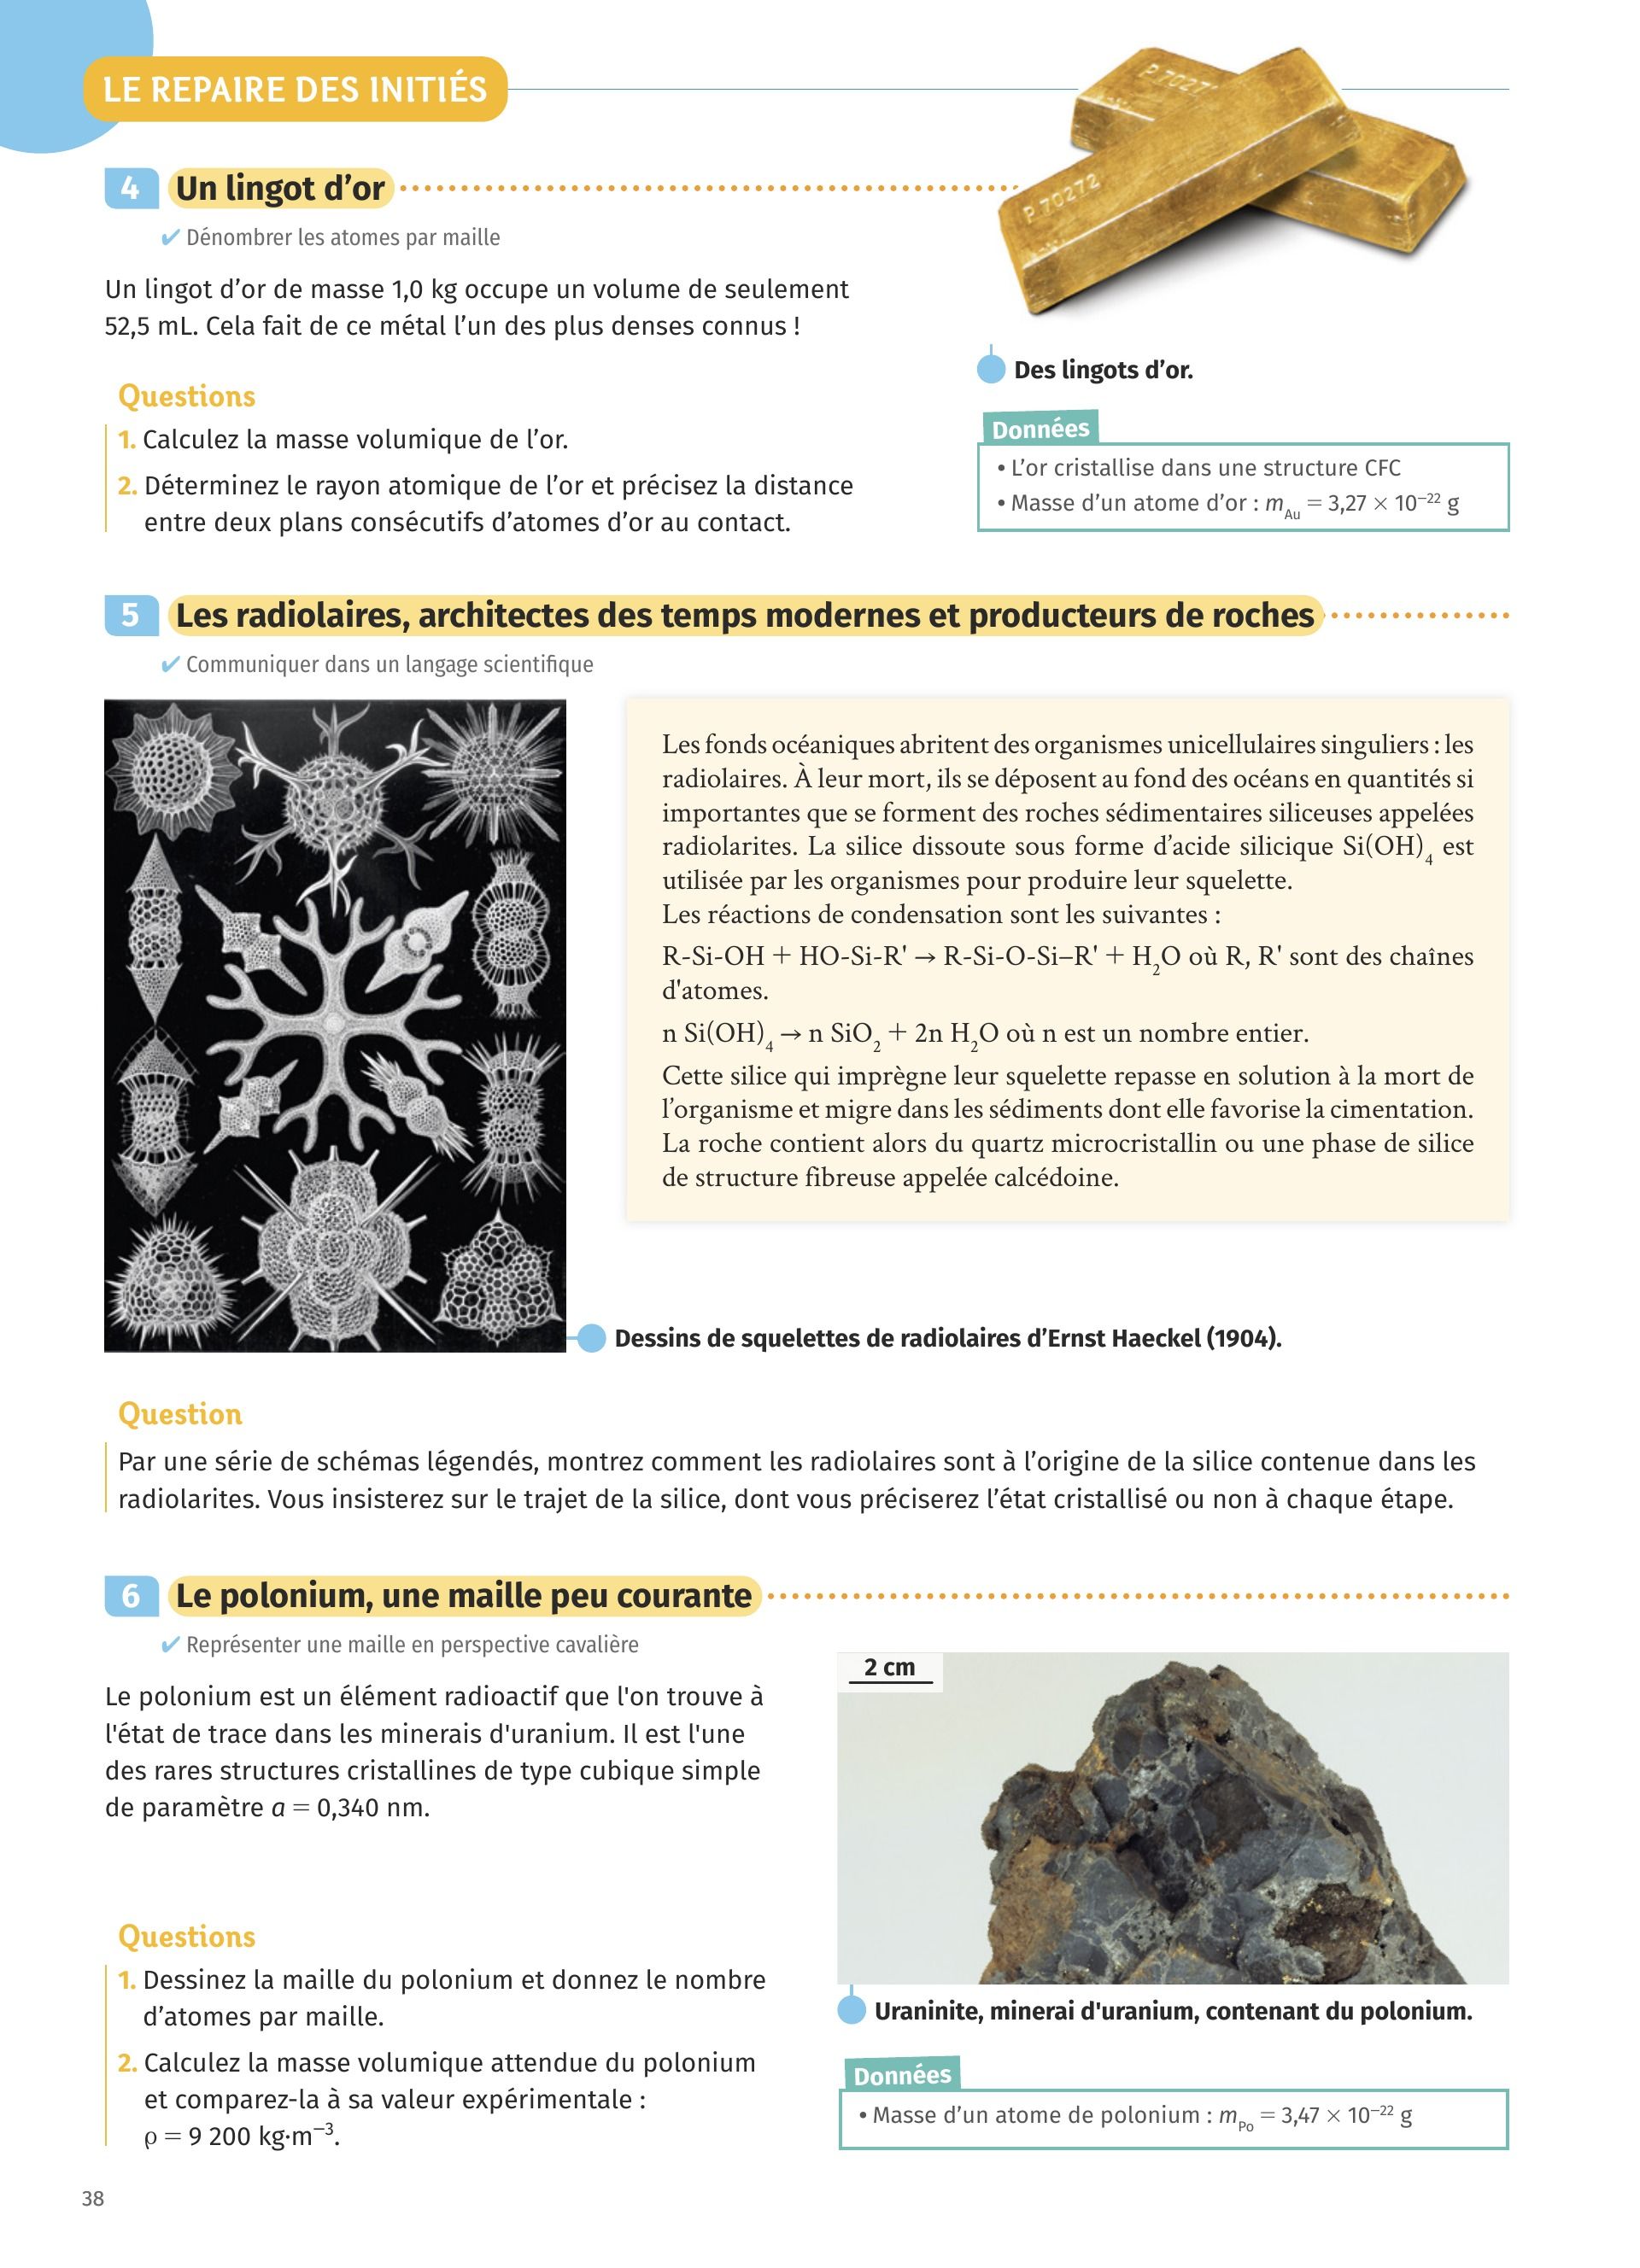 LE REPAIRE DES INITIÉS
P 70272
4 Un lingot d’or
✔ Dénombrer les atomes par maille
Un lingot d’or de masse 1,0 kg occupe un volume de seulement
52,5 mL. Cela fait de ce métal l’un des plus denses connus !
Des lingots d’or.
Questions
1. Calculez la masse volumique de l’or.
2. Déterminez le rayon atomique de l’or et précisez la distance
entre deux plans consécutifs d’atomes d’or au contact.
Données
• L’or cristallise dans une structure CFC
• Masse d’un atome d’or : m_Au = 3,27 × 10⁻²² g
5 Les radiolaires, architectes des temps modernes et producteurs de roches
✔ Communiquer dans un langage scientifique
Les fonds océaniques abritent des organismes unicellulaires singuliers : les
radiolaires. À leur mort, ils se déposent au fond des océans en quantités si
importantes que se forment des roches sédimentaires siliceuses appelées
radiolarites. La silice dissoute sous forme d’acide silicique Si(OH)₄ est
utilisée par les organismes pour produire leur squelette.
Les réactions de condensation sont les suivantes :
R-Si-OH + HO-Si-R' → R-Si-O-Si–R' + H₂O où R, R' sont des chaînes
d'atomes.
n Si(OH)₄ → n SiO₂ + 2n H₂O où n est un nombre entier.
Cette silice qui imprègne leur squelette repasse en solution à la mort de
l’organisme et migre dans les sédiments dont elle favorise la cimentation.
La roche contient alors du quartz microcristallin ou une phase de silice
de structure fibreuse appelée calcédoine.
Dessins de squelettes de radiolaires d’Ernst Haeckel (1904).
Question
Par une série de schémas légendés, montrez comment les radiolaires sont à l’origine de la silice contenue dans les
radiolarites. Vous insisterez sur le trajet de la silice, dont vous préciserez l’état cristallisé ou non à chaque étape.
6 Le polonium, une maille peu courante
✔ Représenter une maille en perspective cavalière
Le polonium est un élément radioactif que l'on trouve à
l'état de trace dans les minerais d'uranium. Il est l'une
des rares structures cristallines de type cubique simple
de paramètre a = 0,340 nm.
2 cm
Uraninite, minerai d'uranium, contenant du polonium.
Questions
1. Dessinez la maille du polonium et donnez le nombre
d’atomes par maille.
2. Calculez la masse volumique attendue du polonium
et comparez-la à sa valeur expérimentale :
ρ = 9 200 kg·m⁻³.
Données
• Masse d’un atome de polonium : m_Po = 3,47 × 10⁻²² g
38